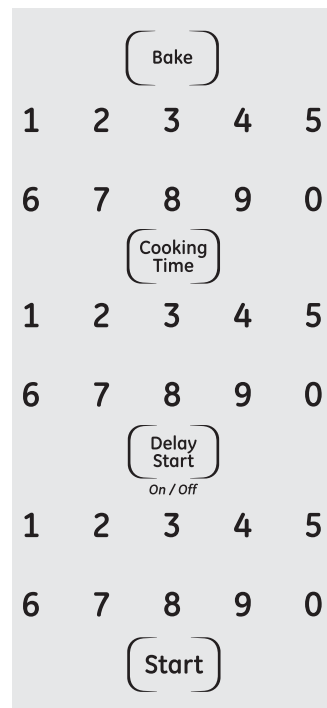 Bake
1 2 3 4 5
6 7 8 9 0
Cooking
Time
1 2 3 4 5
6 7 8 9 0
Delay
Start
On / Off
1 2 3 4 5
6 7 8 9 0
Start